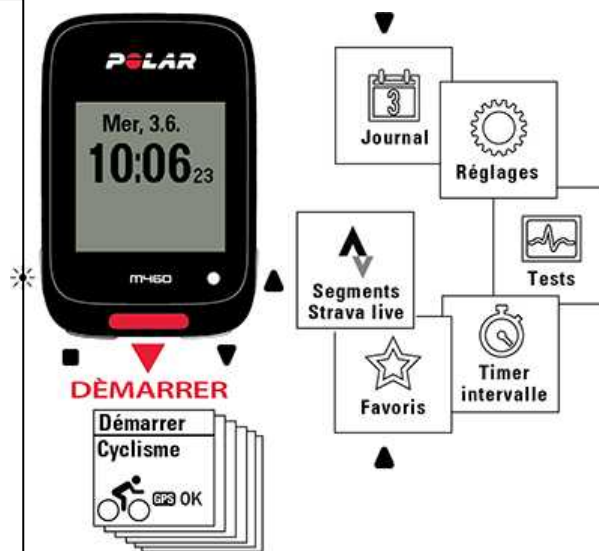 POLAR
Mer, 3.6.
10:06 23
M460
DÈMARRER
Démarrer
Cyclisme
GPS OK
3
Journal
Réglages
Tests
Segments
Strava live
Timer
intervalle
Favoris